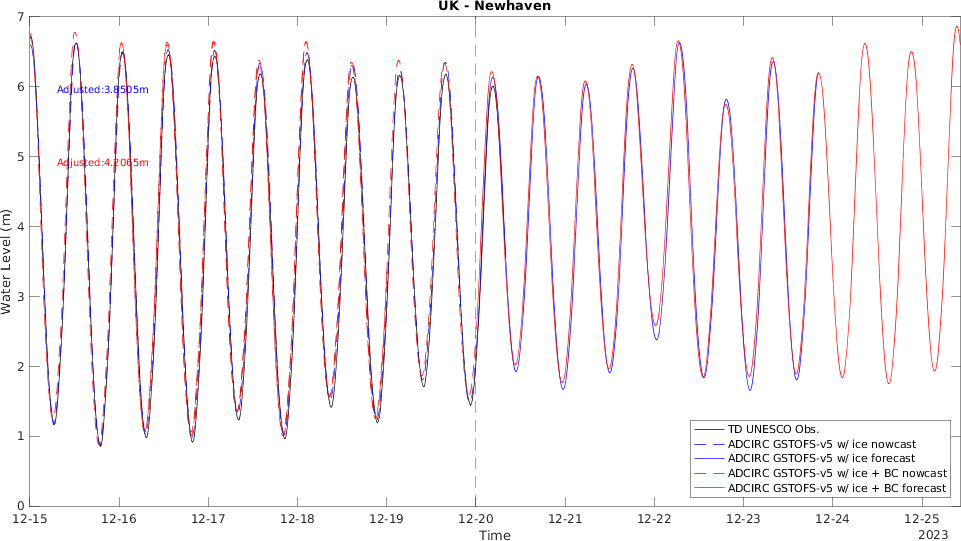 UK - Newhaven
7
6
5
4
3
2
1
0
Water Level (m)
Adjusted:3.8505m
Adjusted:4.2065m
TD UNESCO Obs.
ADCIRC GSTOFS-v5 w/ ice nowcast
ADCIRC GSTOFS-v5 w/ ice forecast
ADCIRC GSTOFS-v5 w/ ice + BC nowcast
ADCIRC GSTOFS-v5 w/ ice + BC forecast
12-15 12-16 12-17 12-18 12-19 12-20 12-21 12-22 12-23 12-24 12-25
Time
2023